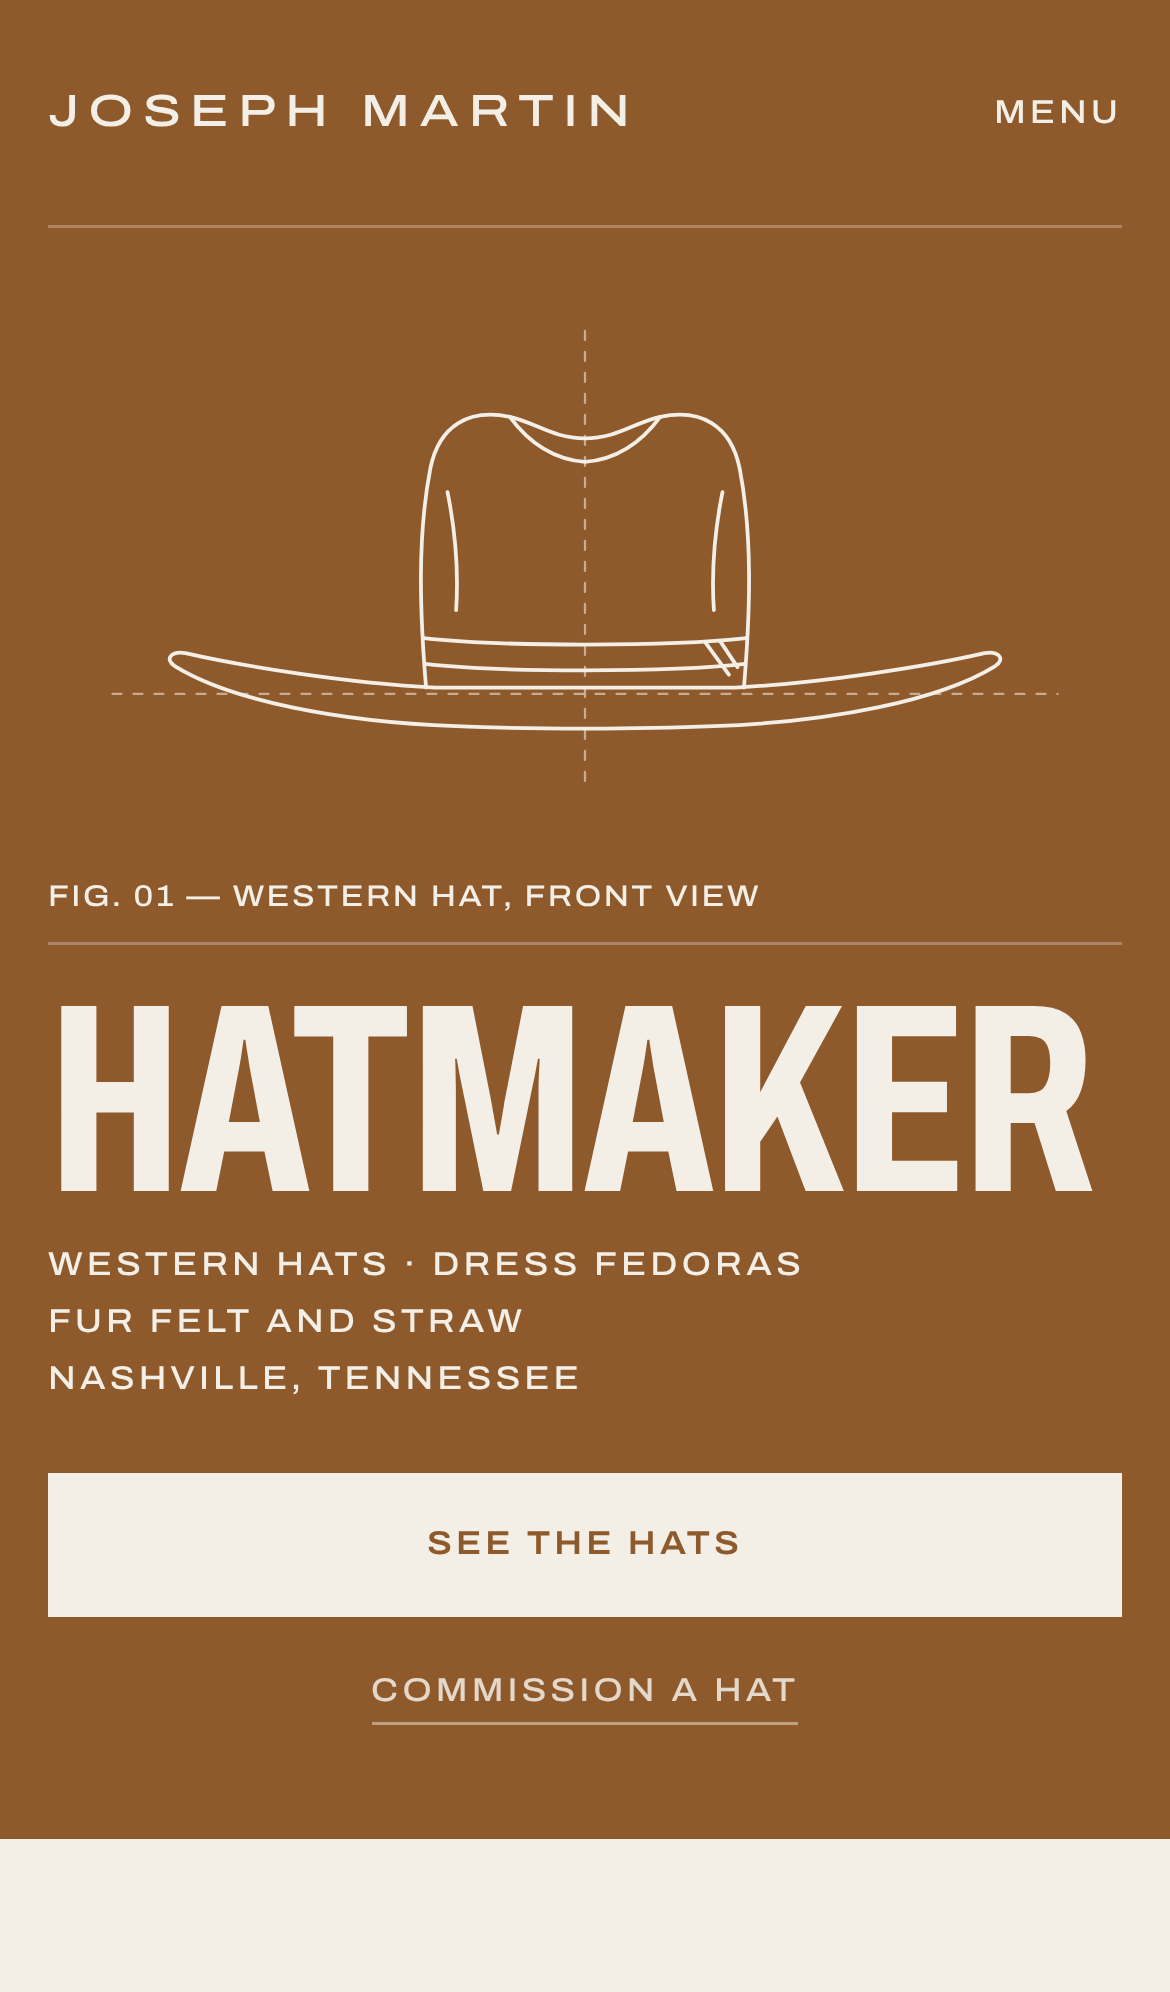 JOSEPH MARTIN
MENU
FIG. 01 — WESTERN HAT, FRONT VIEW
HATMAKER
WESTERN HATS · DRESS FEDORAS
FUR FELT AND STRAW
NASHVILLE, TENNESSEE
SEE THE HATS
COMMISSION A HAT